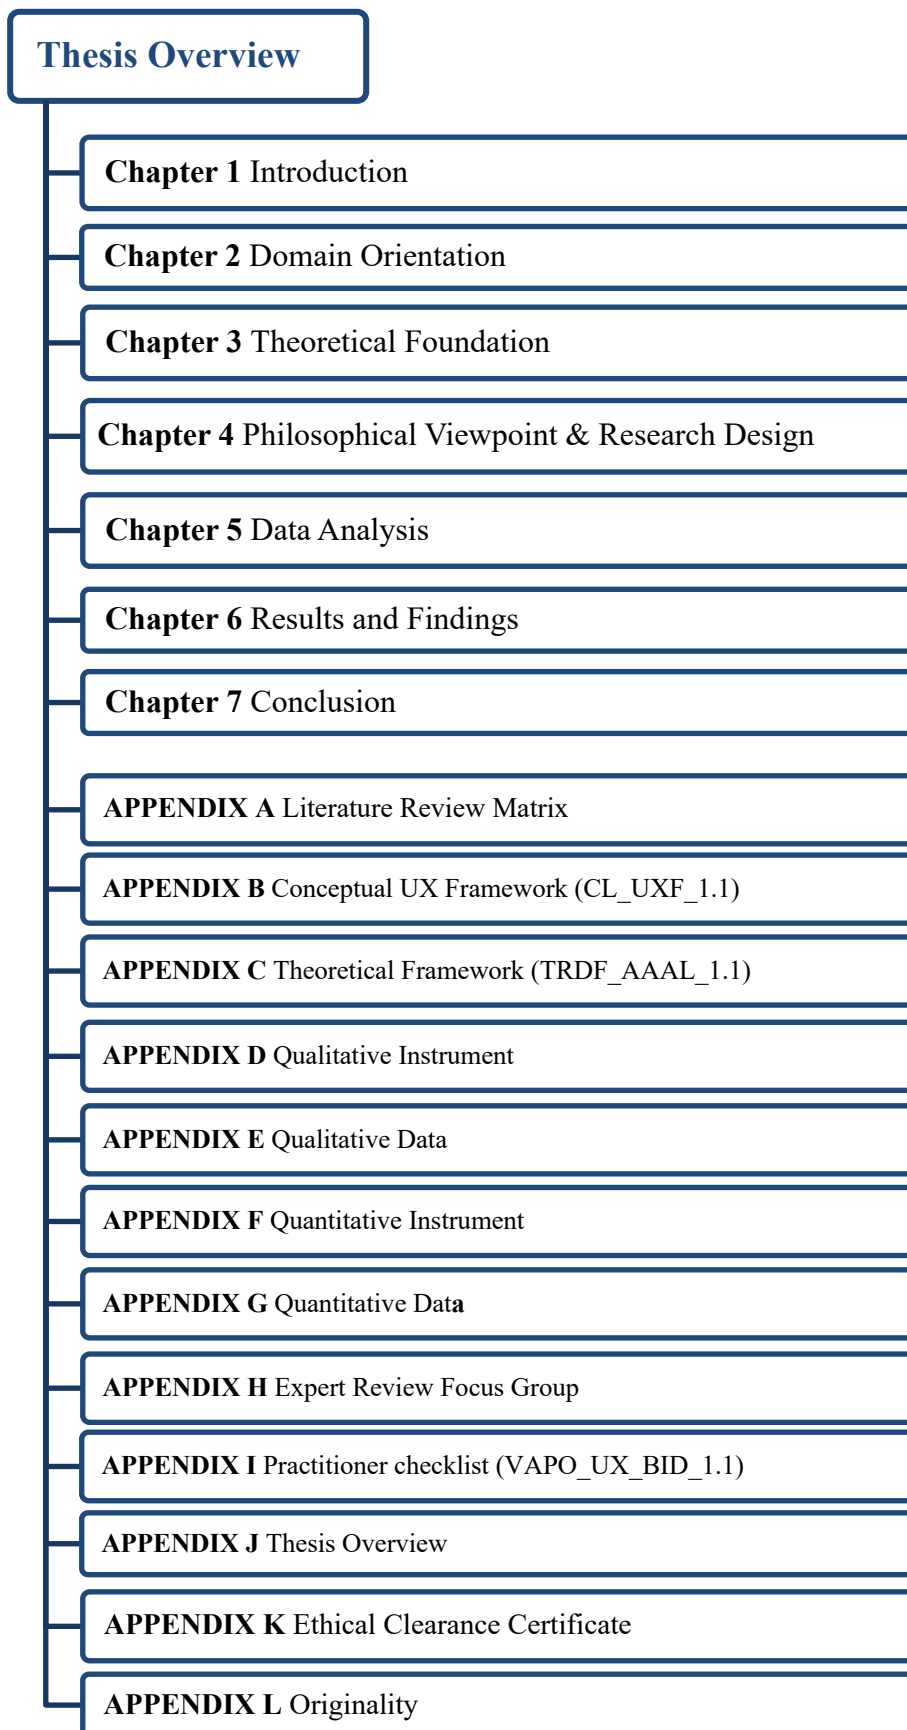 Thesis Overview
Chapter 1 Introduction
Chapter 2 Domain Orientation
Chapter 3 Theoretical Foundation
Chapter 4 Philosophical Viewpoint & Research Design
Chapter 5 Data Analysis
Chapter 6 Results and Findings
Chapter 7 Conclusion
APPENDIX A Literature Review Matrix
APPENDIX B Conceptual UX Framework (CL_UXF_1.1)
APPENDIX C Theoretical Framework (TRDF_AAAL_1.1)
APPENDIX D Qualitative Instrument
APPENDIX E Qualitative Data
APPENDIX F Quantitative Instrument
APPENDIX G Quantitative Data
APPENDIX H Expert Review Focus Group
APPENDIX I Practitioner checklist (VAPO_UX_BID_1.1)
APPENDIX J Thesis Overview
APPENDIX K Ethical Clearance Certificate
APPENDIX L Originality